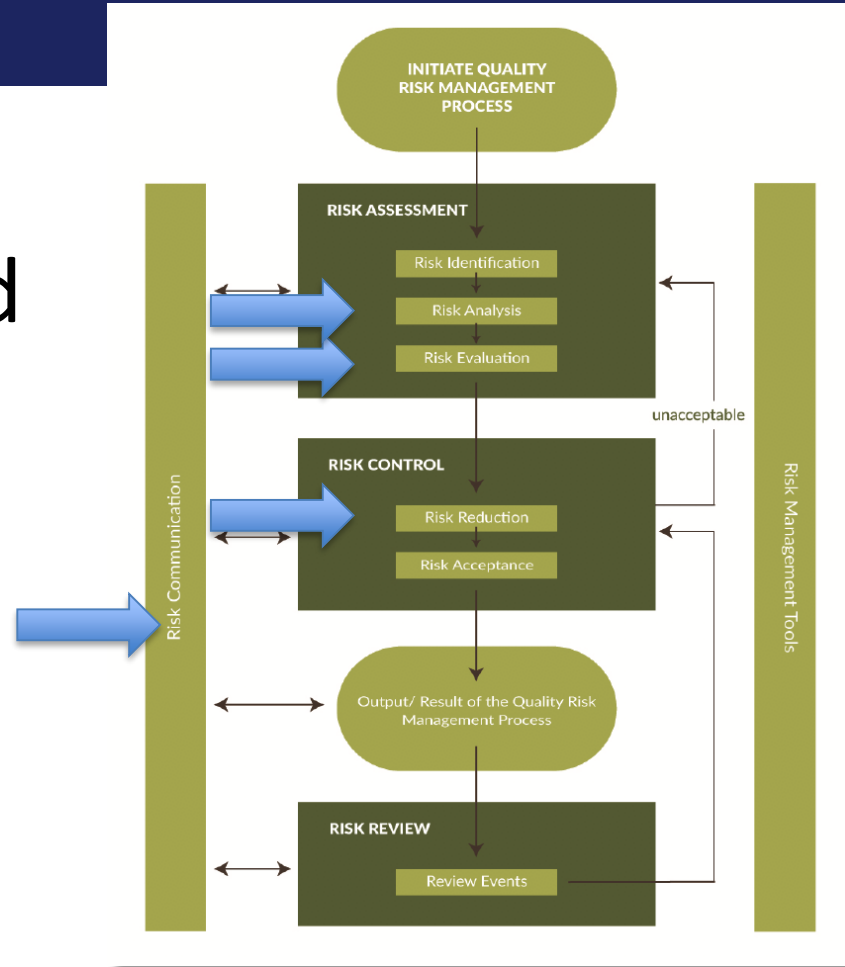 INITIATE QUALITY
RISK MANAGEMENT
PROCESS
d
RISK ASSESSMENT
Risk Identification
Risk Analysis
Risk Evaluation
unacceptable
RISK CONTROL
Risk Reduction
Risk Acceptance
Risk Communication
Risk Management Tools
Output/ Result of the Quality Risk
Management Process
RISK REVIEW
Review Events